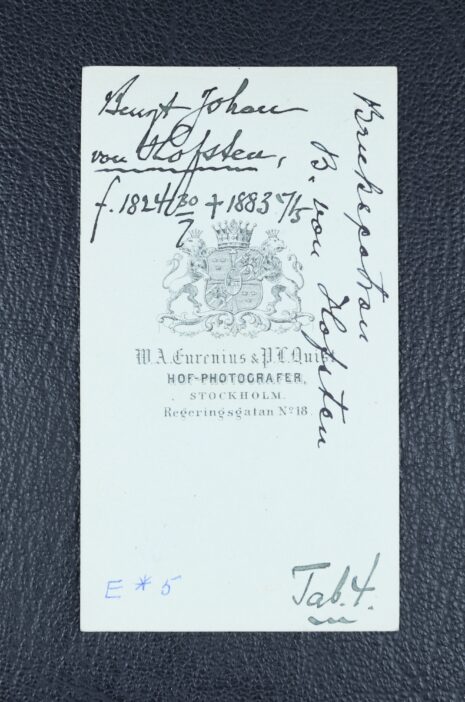 Bengt Johan
von Hofsten,
f. 1824 30/7 † 1883 7/5
Brukspatron
B. von Hofsten
W. A. Eurenius & P. L. Quist
HOF-PHOTOGRAFER,
STOCKHOLM.
Regeringsgatan No 18.
E * 5
Tab. 4.